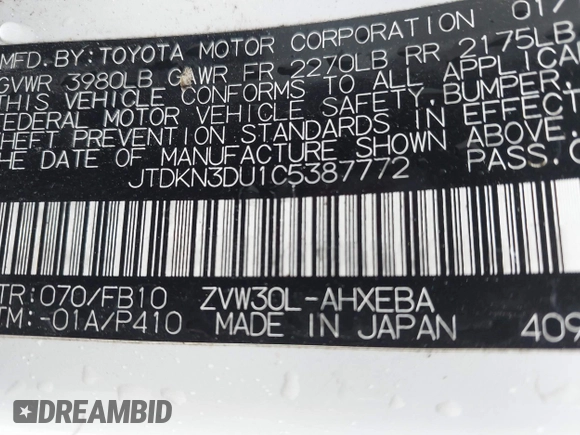 MFD. BY: TOYOTA MOTOR CORPORATION 01/
GVWR 3980LB GAWR FR 2270LB RR 2175LB
THIS VEHICLE CONFORMS TO ALL APPLICA
FEDERAL MOTOR VEHICLE SAFETY, BUMPER,
THEFT PREVENTION STANDARDS IN EFFECT
THE DATE OF MANUFACTURE SHOWN ABOVE.
JTDKN3DU1C5387772 PASS.C
TR:070/FB10 ZVW30L-AHXEBA
TM:-01A/P410 MADE IN JAPAN 409
DREAMBID